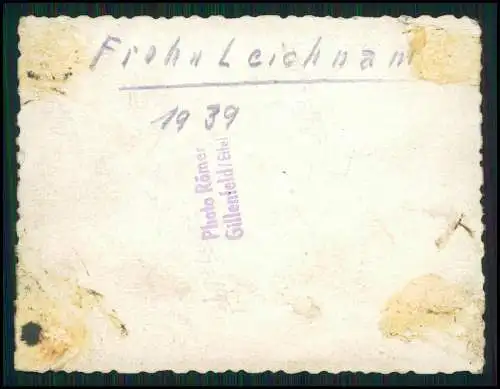 Frohnleichnam
1939
Photo Römer
Gillenfeld/Eifel